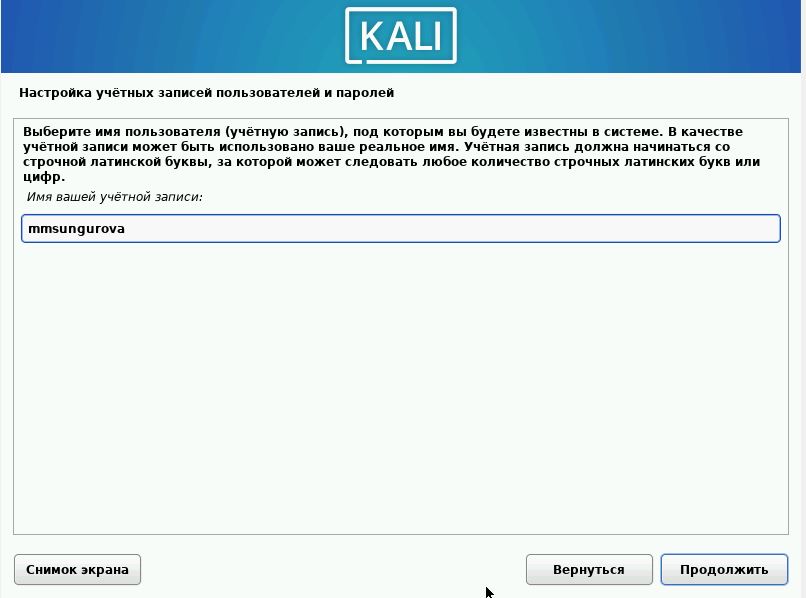 KALI
Настройка учётных записей пользователей и паролей
Выберите имя пользователя (учётную запись), под которым вы будете известны в системе. В качестве
учётной записи может быть использовано ваше реальное имя. Учётная запись должна начинаться со
строчной латинской буквы, за которой может следовать любое количество строчных латинских букв или
цифр.
Имя вашей учётной записи:
mmsungurova
Снимок экрана
Вернуться
Продолжить